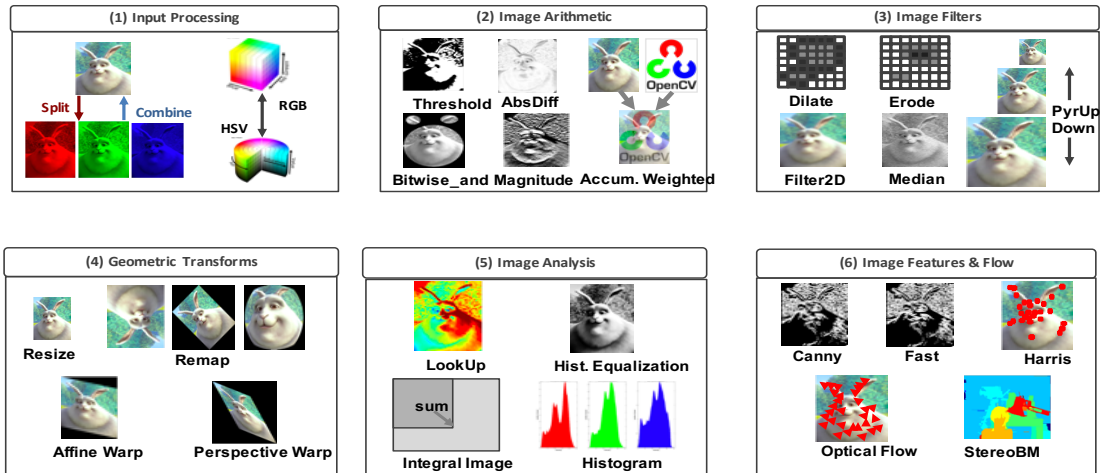 (1) Input Processing
Split
Combine
RGB
HSV
(2) Image Arithmetic
OpenCV
Threshold
AbsDiff
OpenCV
Bitwise_and
Magnitude
Accum. Weighted
(3) Image Filters
Dilate
Erode
PyrUp
Down
Filter2D
Median
(4) Geometric Transforms
Resize
Remap
Affine Warp
Perspective Warp
(5) Image Analysis
LookUp
Hist. Equalization
sum
Integral Image
Histogram
(6) Image Features & Flow
Canny
Fast
Harris
Optical Flow
StereoBM